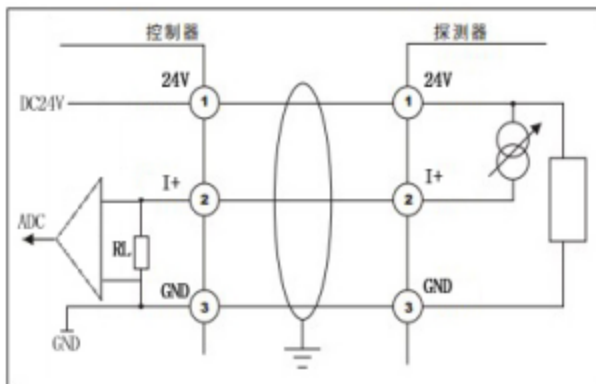 控制器 探测器
24V 24V
DC24V 1 1
I+ I+
2 2
ADC
RL
GND GND
3 3
GND